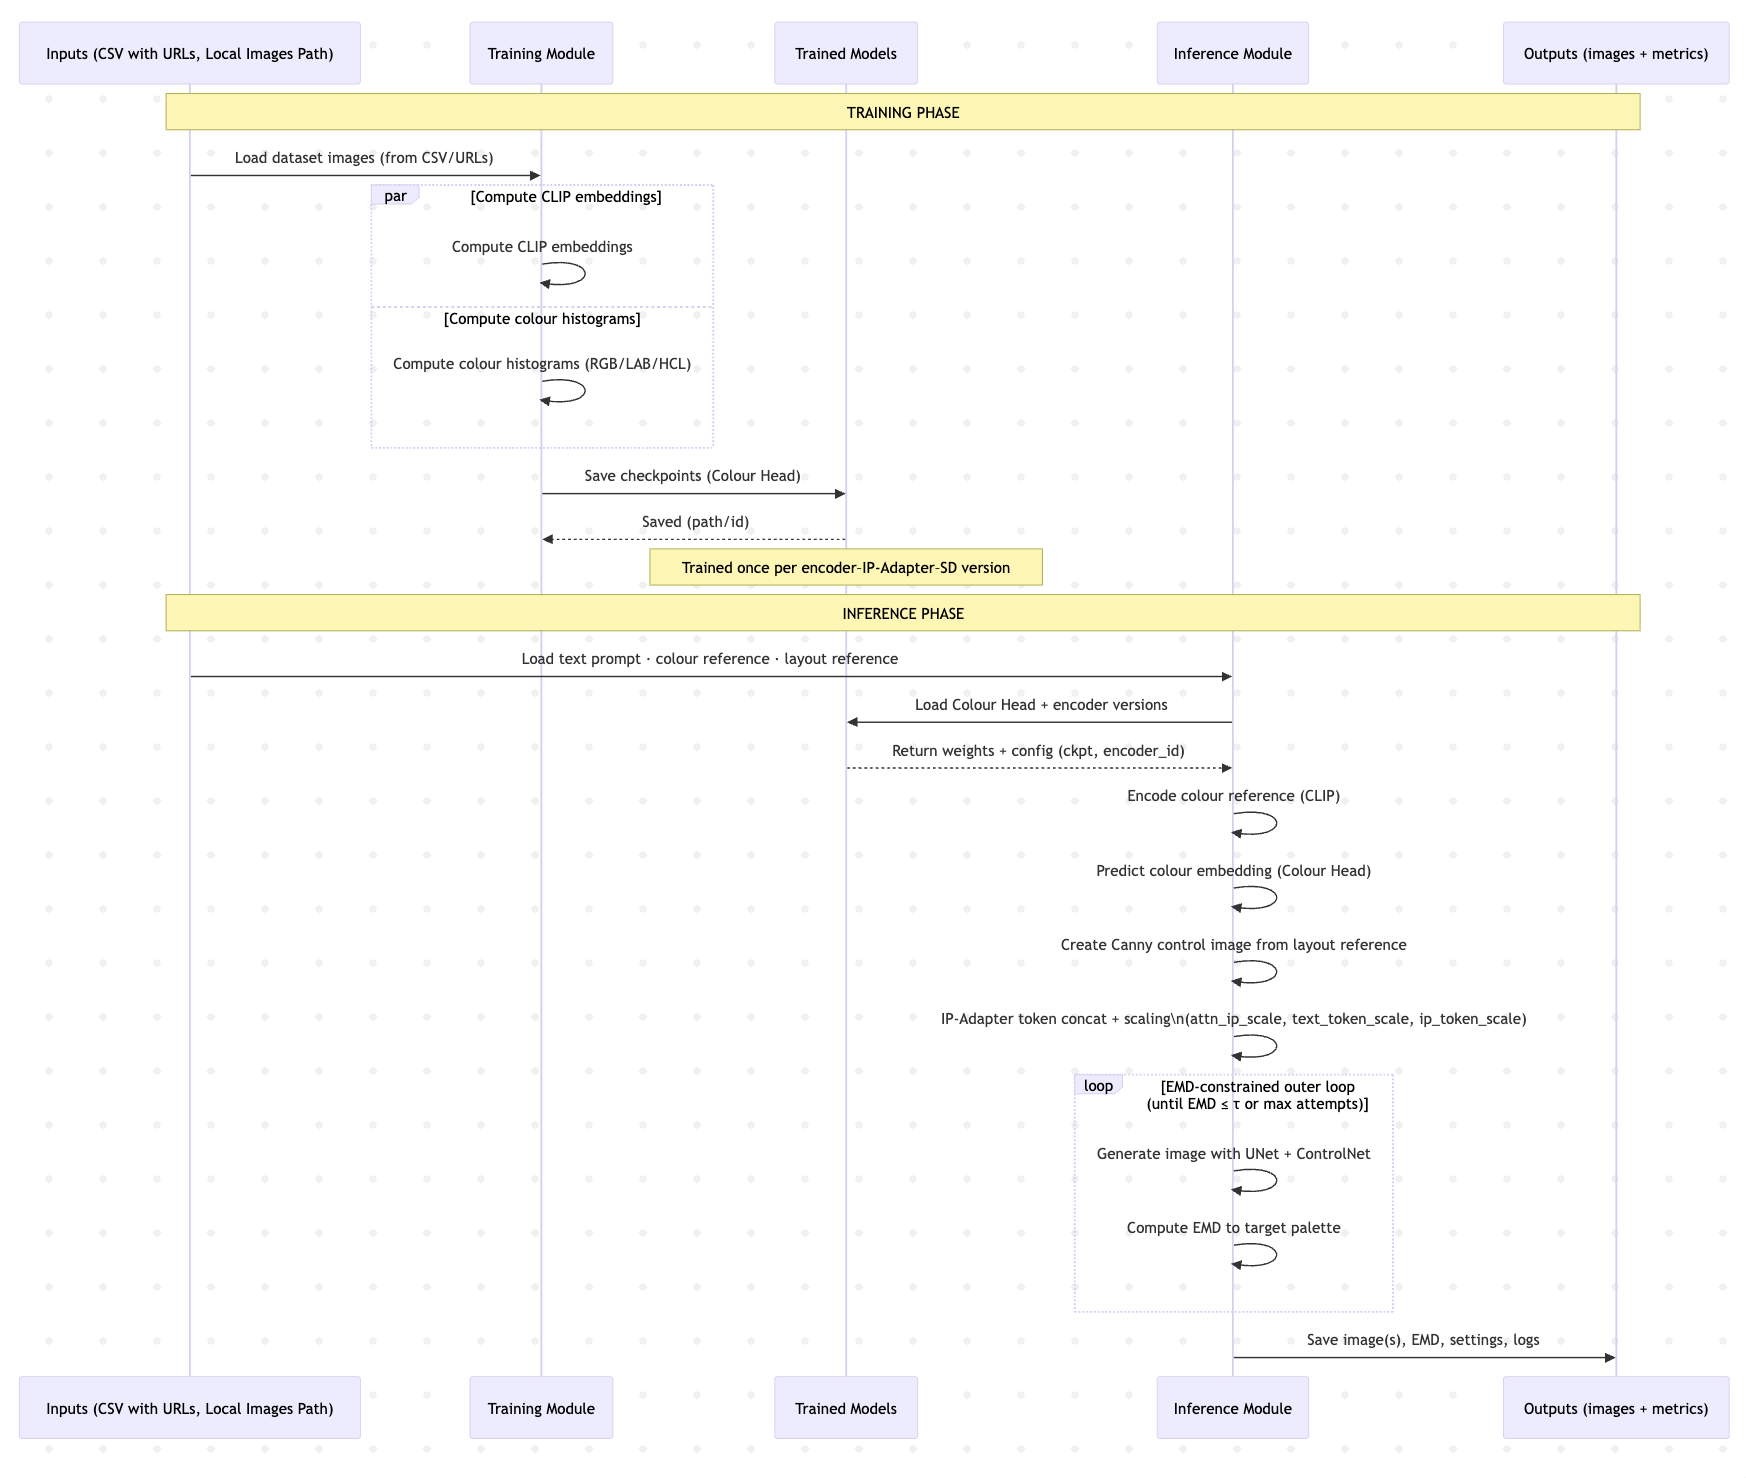 Inputs (CSV with URLs, Local Images Path)
Training Module
Trained Models
Inference Module
Outputs (images + metrics)
TRAINING PHASE
Load dataset images (from CSV/URLs)
par
[Compute CLIP embeddings]
Compute CLIP embeddings
[Compute colour histograms]
Compute colour histograms (RGB/LAB/HCL)
Save checkpoints (Colour Head)
Saved (path/id)
Trained once per encoder–IP-Adapter–SD version
INFERENCE PHASE
Load text prompt · colour reference · layout reference
Load Colour Head + encoder versions
Return weights + config (ckpt, encoder_id)
Encode colour reference (CLIP)
Predict colour embedding (Colour Head)
Create Canny control image from layout reference
IP-Adapter token concat + scaling\n(attn_ip_scale, text_token_scale, ip_token_scale)
loop
[EMD-constrained outer loop
(until EMD ≤ τ or max attempts)]
Generate image with UNet + ControlNet
Compute EMD to target palette
Save image(s), EMD, settings, logs
Inputs (CSV with URLs, Local Images Path)
Training Module
Trained Models
Inference Module
Outputs (images + metrics)